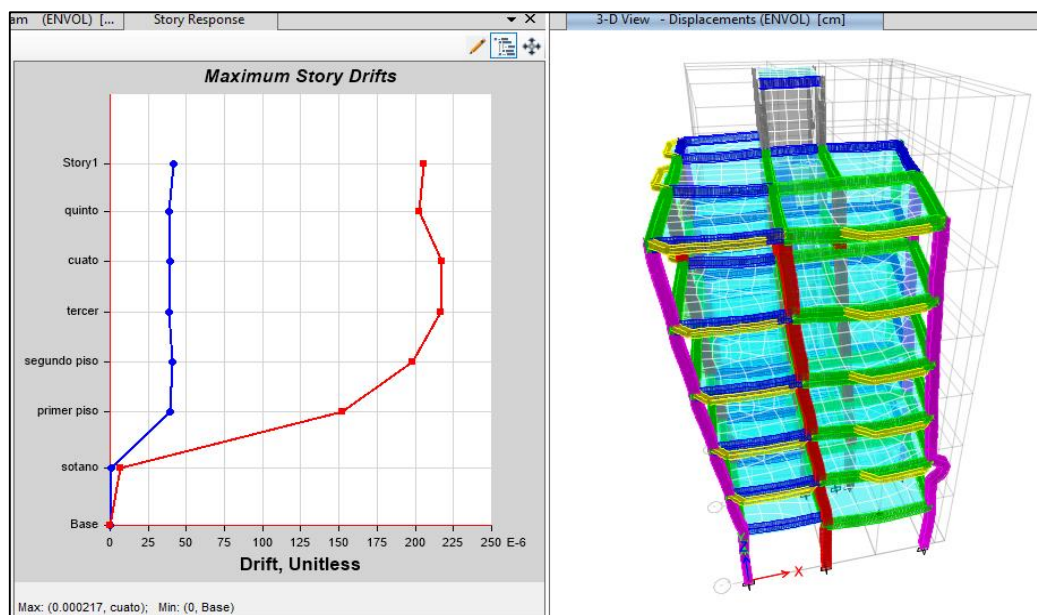 am (ENVOL) [...
Story Response
3-D View - Displacements (ENVOL) [cm]
Maximum Story Drifts
Story1
quinto
cuato
tercer
segundo piso
primer piso
sotano
Base
0 25 50 75 100 125 150 175 200 225 250 E-6
Drift, Unitless
Max: (0.000217, cuato); Min: (0, Base)
X